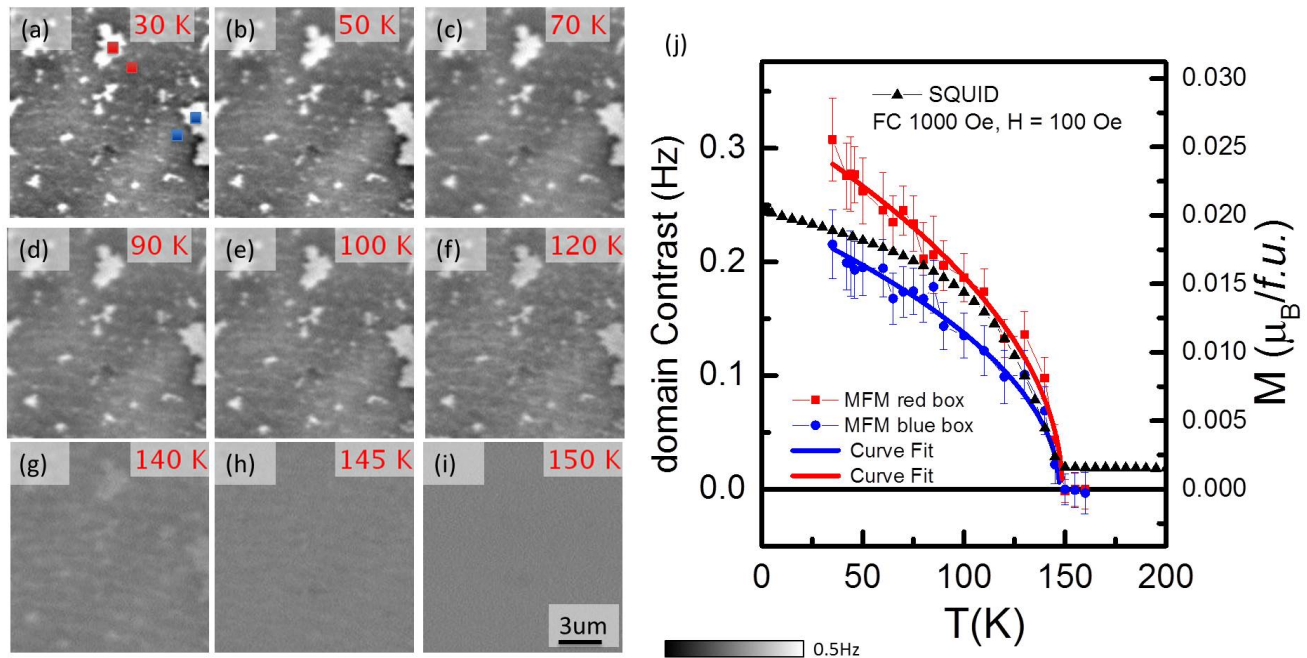 (a) 30 K
(b) 50 K
(c) 70 K
(d) 90 K
(e) 100 K
(f) 120 K
(g) 140 K
(h) 145 K
(i) 150 K
3um
0.5Hz
(j)
domain Contrast (Hz)
0.3
0.2
0.1
0.0
SQUID
FC 1000 Oe, H = 100 Oe
MFM red box
MFM blue box
Curve Fit
Curve Fit
0 50 100 150 200
T(K)
0.030
0.025
0.020
0.015
0.010
0.005
0.000
M (μB/f.u.)